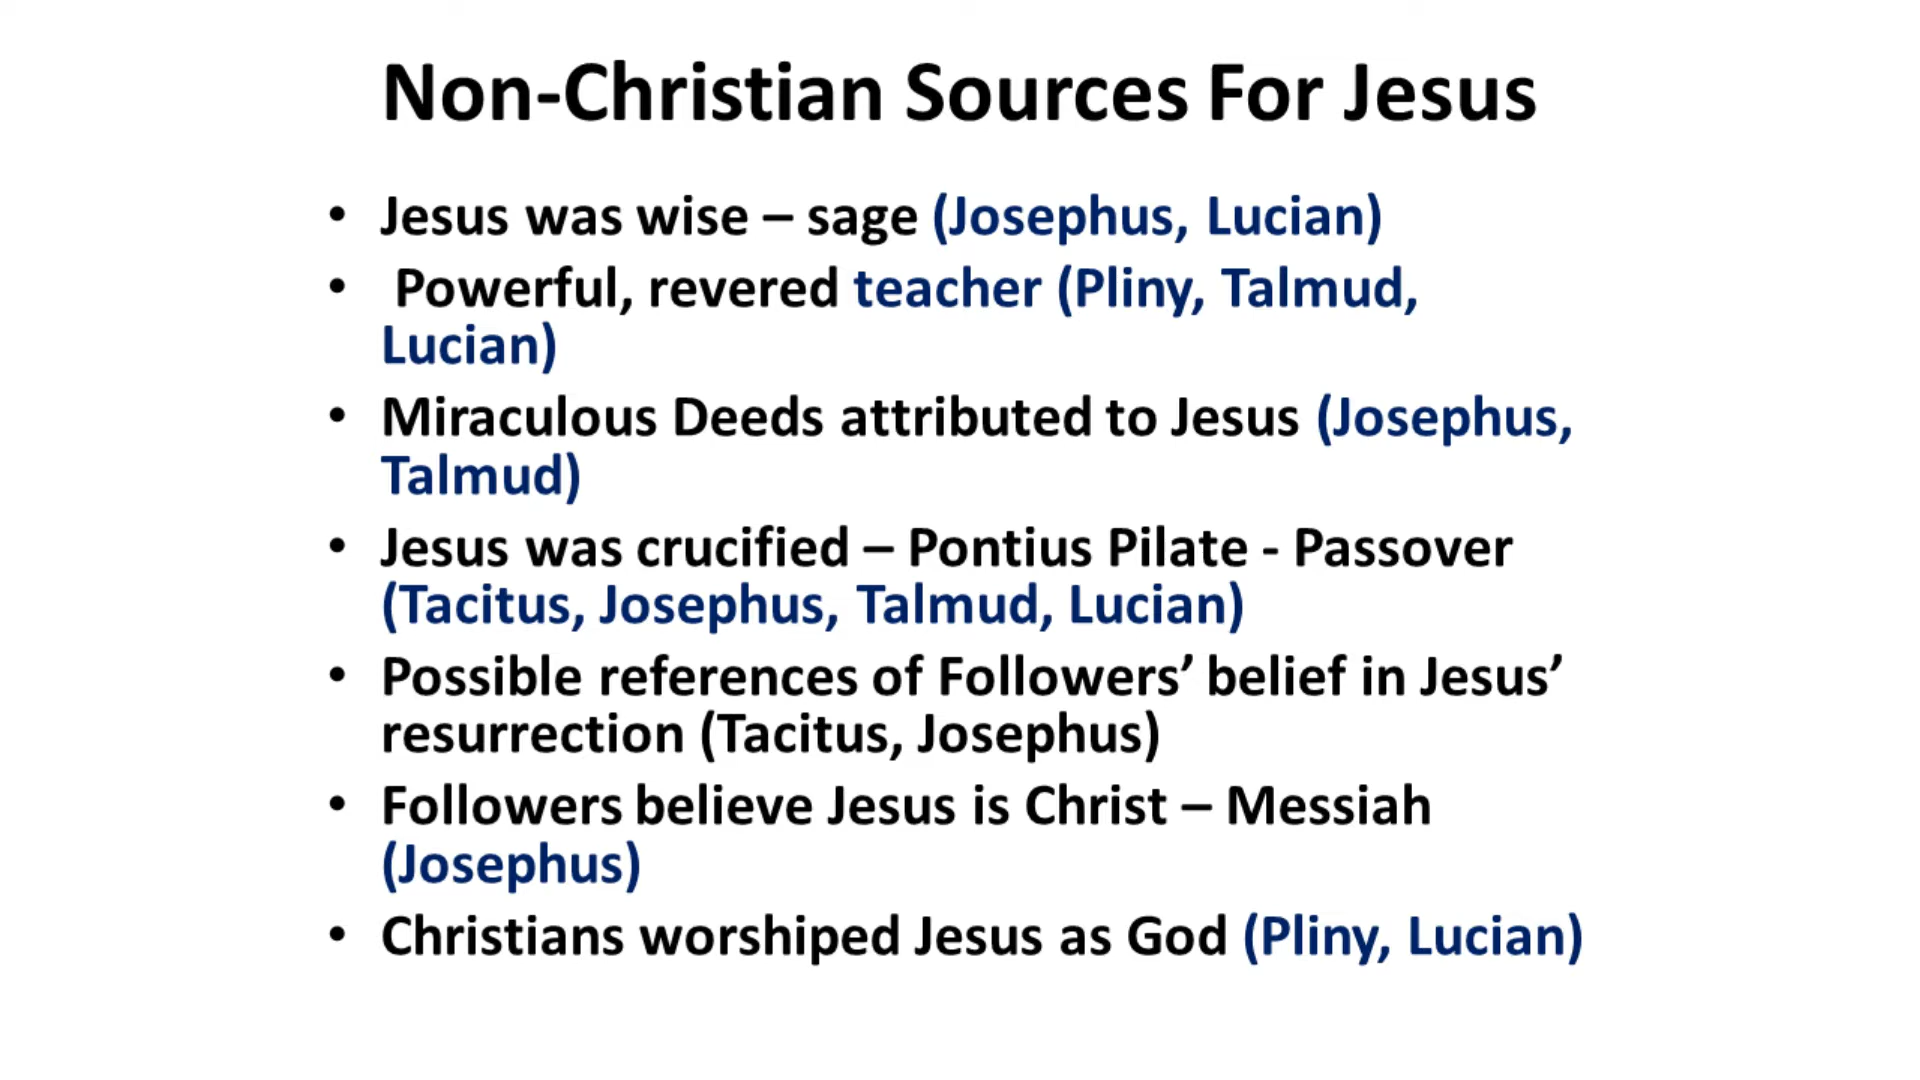 Non-Christian Sources For Jesus
• Jesus was wise – sage (Josephus, Lucian)
• Powerful, revered teacher (Pliny, Talmud,
Lucian)
• Miraculous Deeds attributed to Jesus (Josephus,
Talmud)
• Jesus was crucified – Pontius Pilate - Passover
(Tacitus, Josephus, Talmud, Lucian)
• Possible references of Followers’ belief in Jesus’
resurrection (Tacitus, Josephus)
• Followers believe Jesus is Christ – Messiah
(Josephus)
• Christians worshiped Jesus as God (Pliny, Lucian)